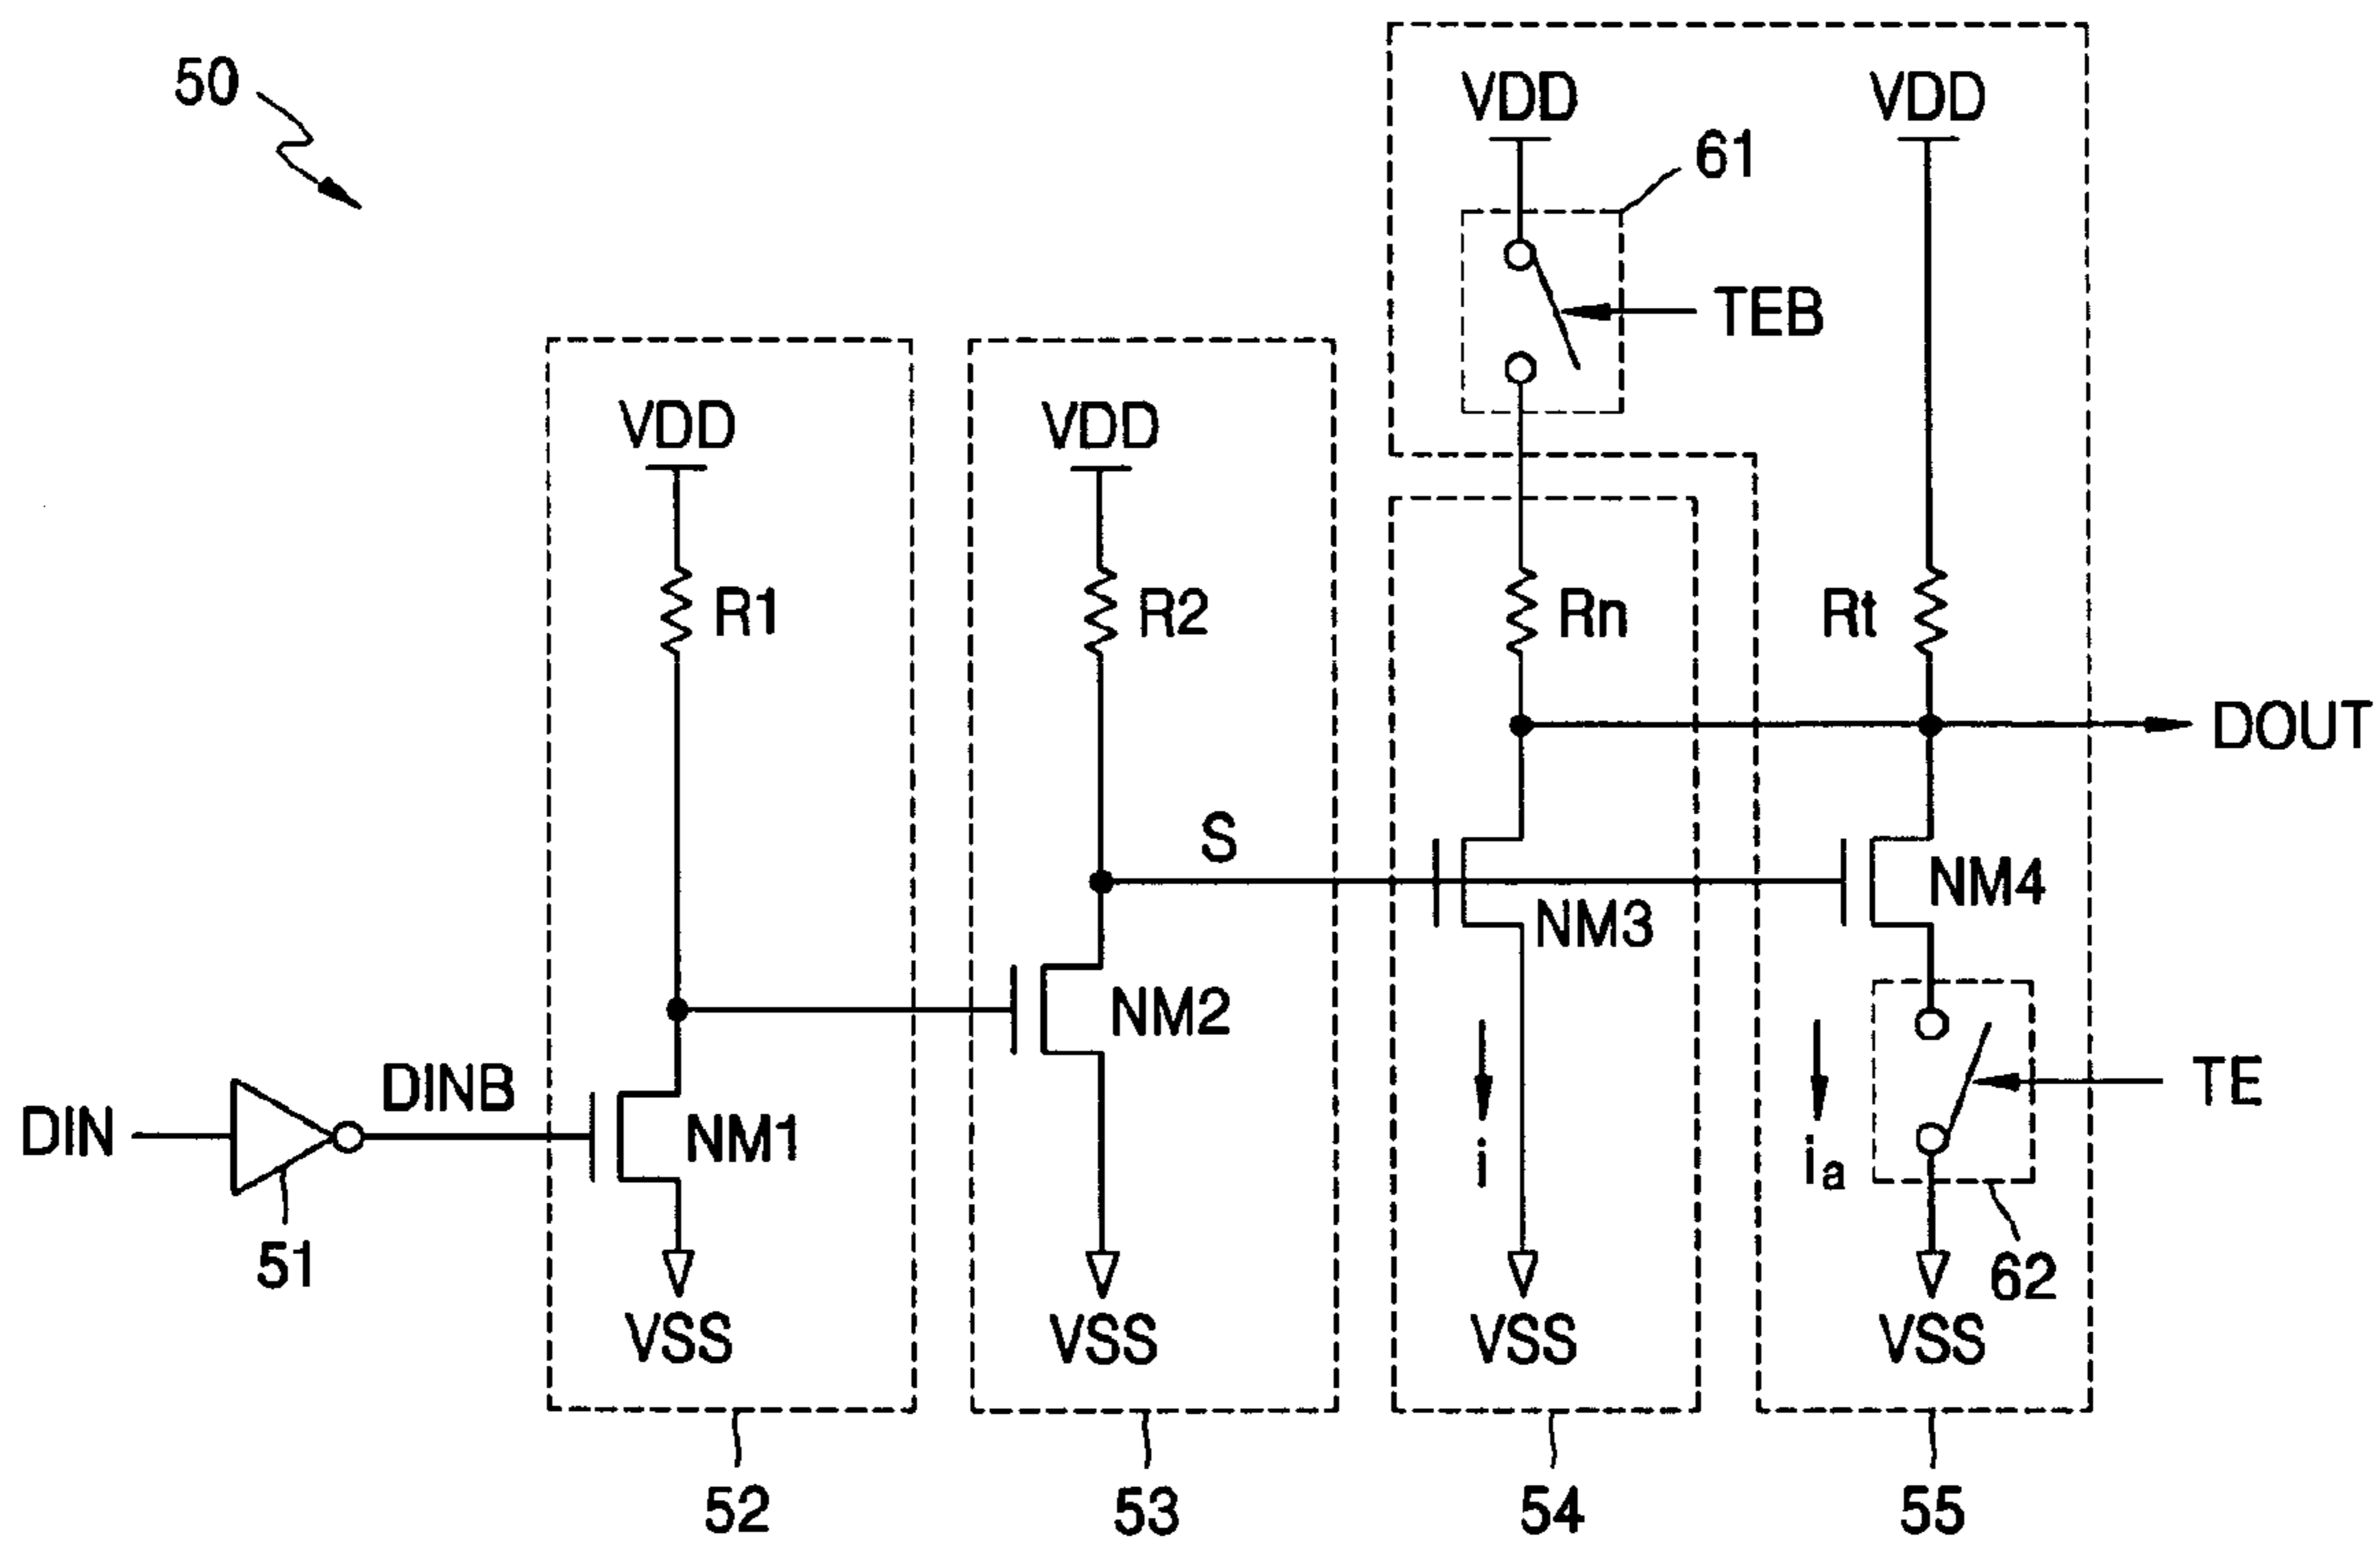 50
VDD
VDD
61
TEB
VDD
VDD
R1
R2
Rn
Rt
DOUT
S
NM4
NM3
NM2
DIN
DINB
NM1
i
ia
TE
51
62
VSS
VSS
VSS
VSS
52
53
54
55